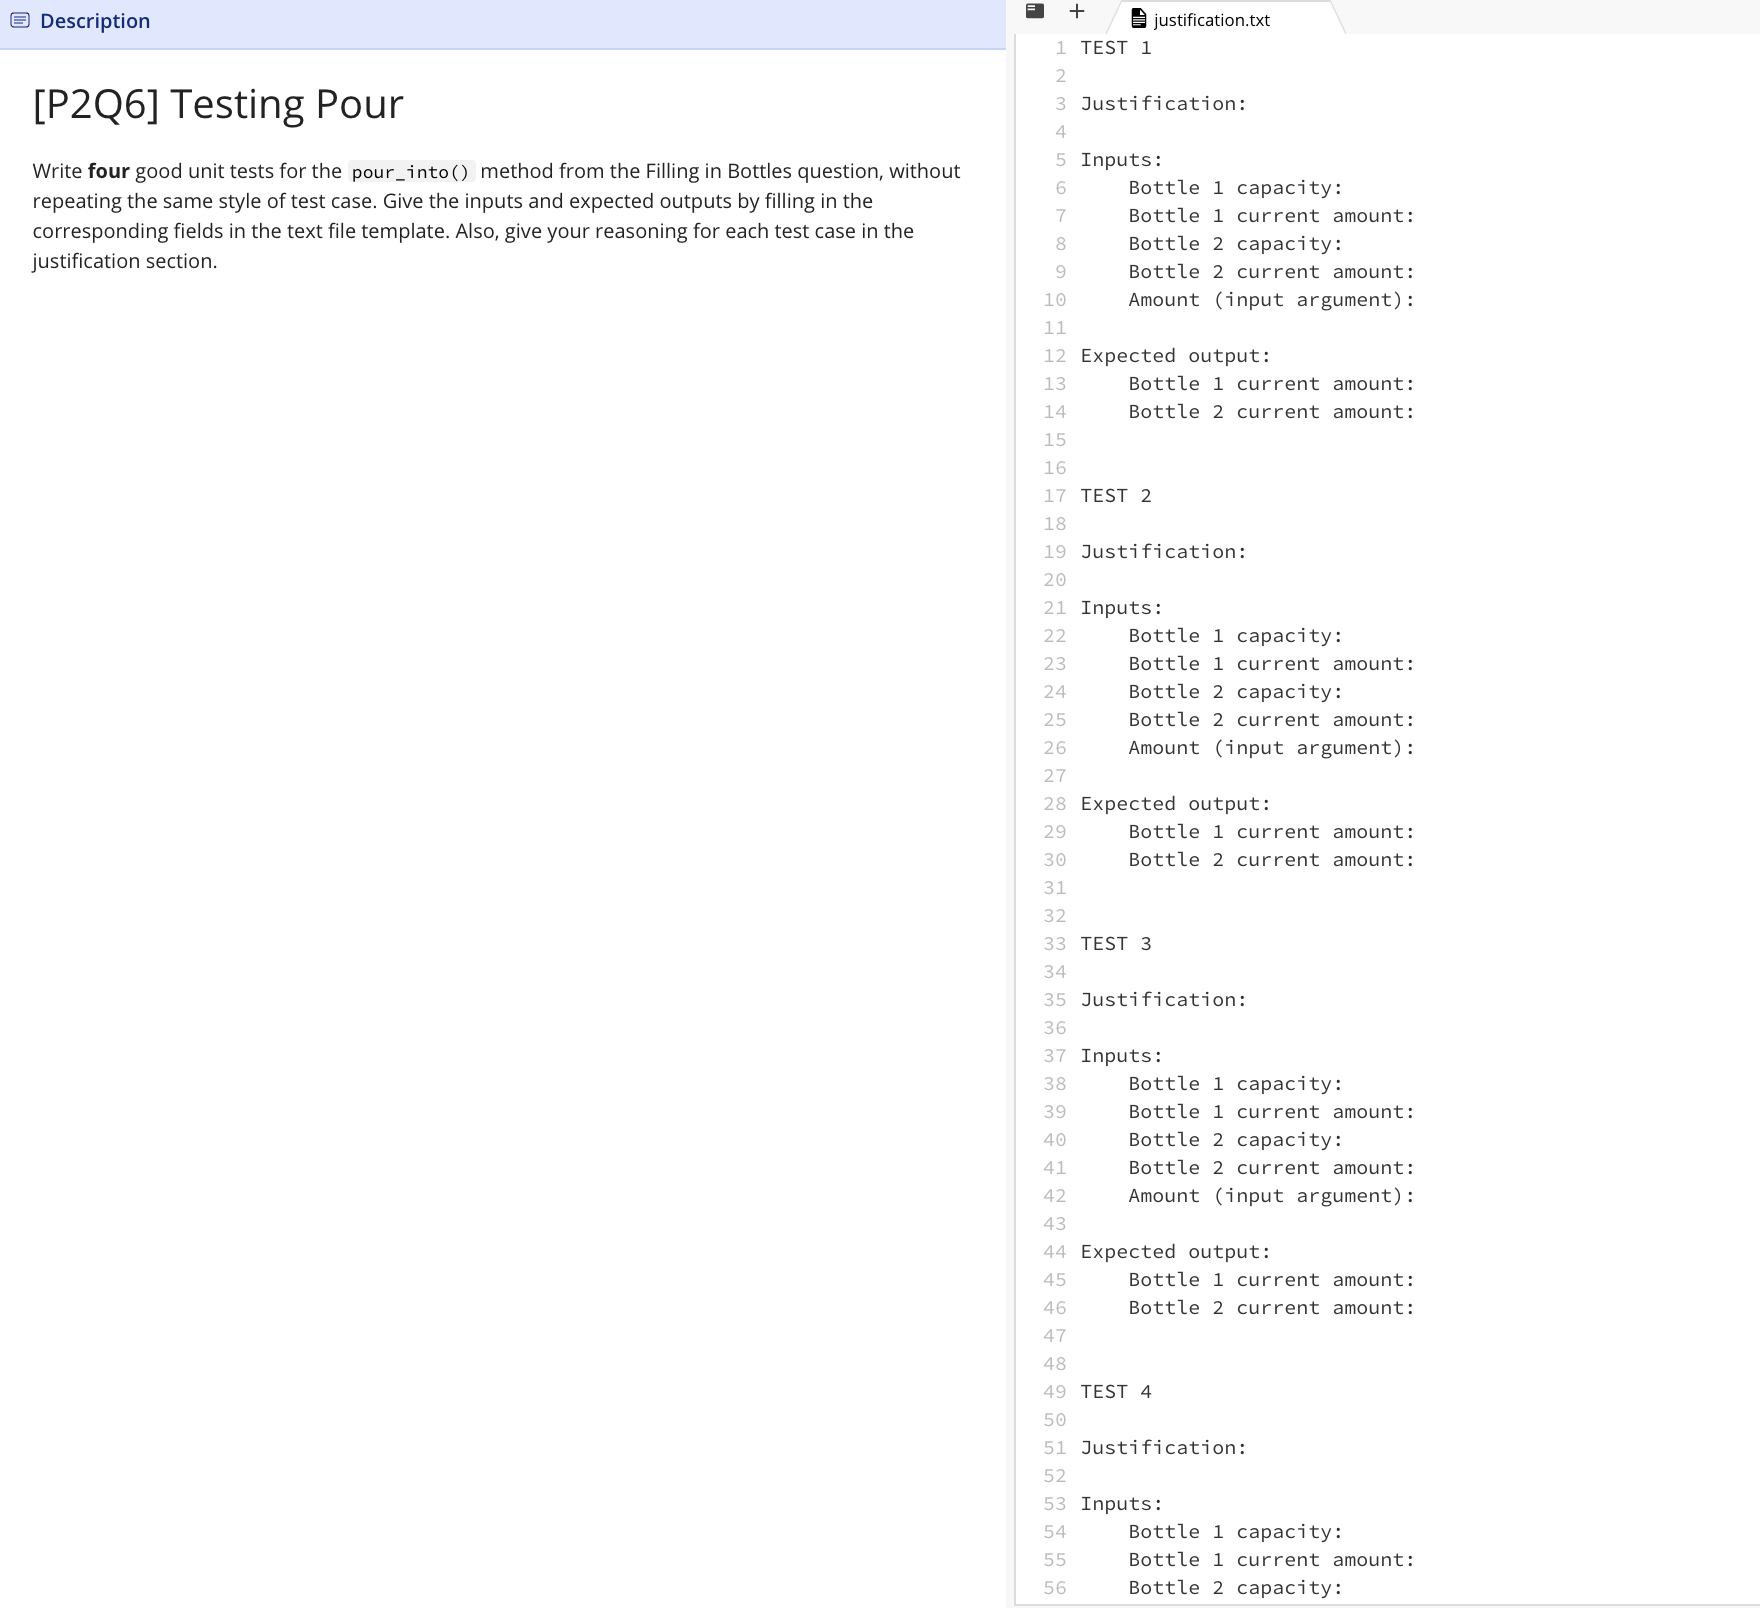 Description
[P2Q6] Testing Pour
Write four good unit tests for the pour_into() method from the Filling in Bottles question, without
repeating the same style of test case. Give the inputs and expected outputs by filling in the
corresponding fields in the text file template. Also, give your reasoning for each test case in the
justification section.
justification.txt
1 TEST 1
2
3 Justification:
4
5 Inputs:
6 Bottle 1 capacity:
7 Bottle 1 current amount:
8 Bottle 2 capacity:
9 Bottle 2 current amount:
10 Amount (input argument):
11
12 Expected output:
13 Bottle 1 current amount:
14 Bottle 2 current amount:
15
16
17 TEST 2
18
19 Justification:
20
21 Inputs:
22 Bottle 1 capacity:
23 Bottle 1 current amount:
24 Bottle 2 capacity:
25 Bottle 2 current amount:
26 Amount (input argument):
27
28 Expected output:
29 Bottle 1 current amount:
30 Bottle 2 current amount:
31
32
33 TEST 3
34
35 Justification:
36
37 Inputs:
38 Bottle 1 capacity:
39 Bottle 1 current amount:
40 Bottle 2 capacity:
41 Bottle 2 current amount:
42 Amount (input argument):
43
44 Expected output:
45 Bottle 1 current amount:
46 Bottle 2 current amount:
47
48
49 TEST 4
50
51 Justification:
52
53 Inputs:
54 Bottle 1 capacity:
55 Bottle 1 current amount:
56 Bottle 2 capacity: